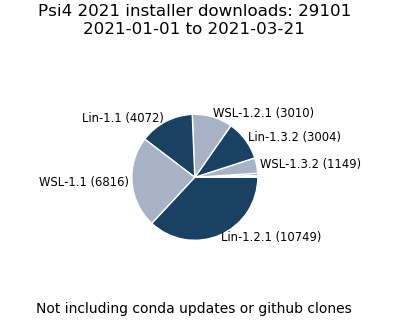 Psi4 2021 installer downloads: 29101
2021-01-01 to 2021-03-21
Lin-1.1 (4072)
WSL-1.2.1 (3010)
Lin-1.3.2 (3004)
WSL-1.3.2 (1149)
WSL-1.1 (6816)
Lin-1.2.1 (10749)
Not including conda updates or github clones